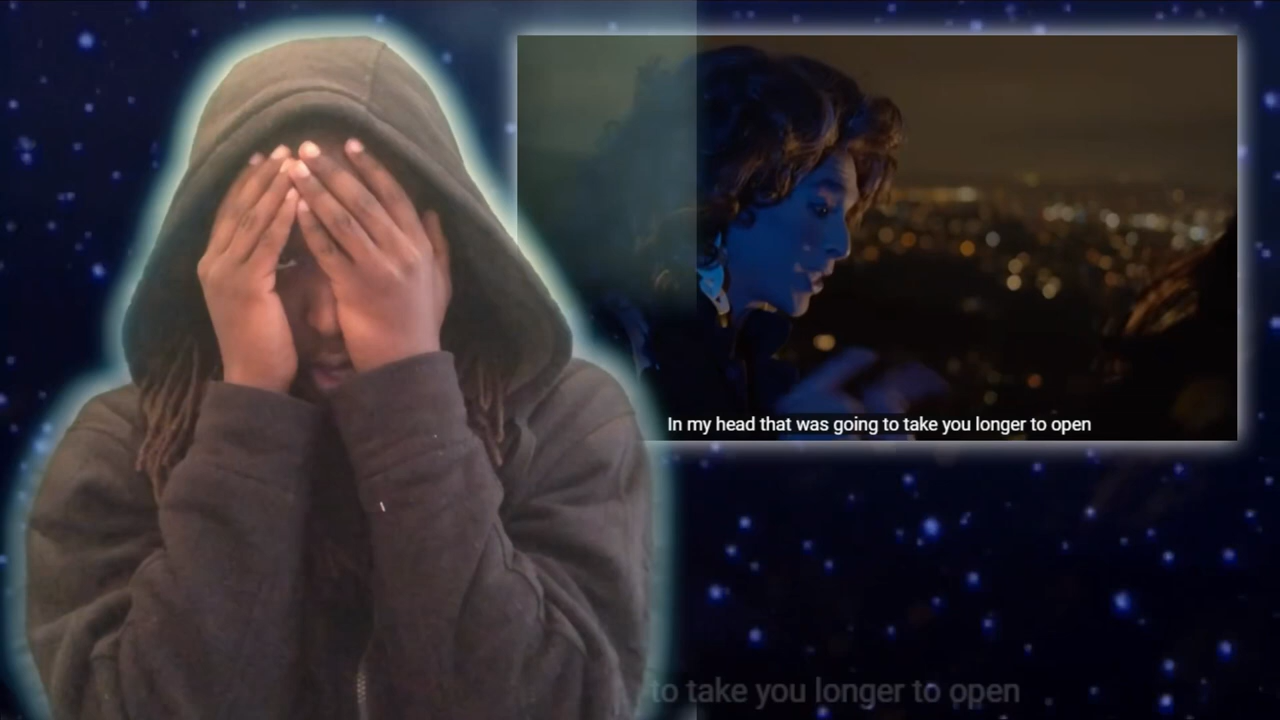 In my head that was going to take you longer to open
to take you longer to open